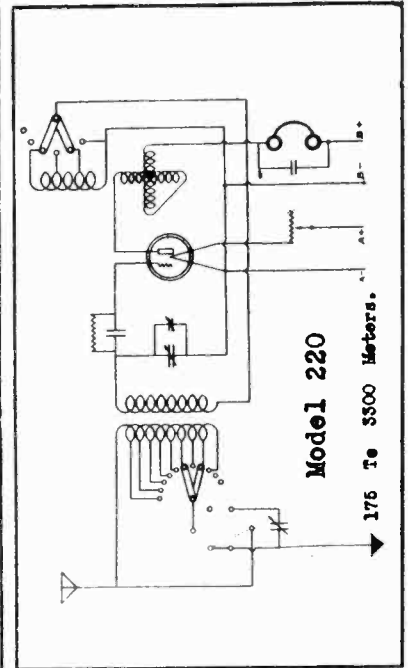 B+
B-
A+
A-
Model 220
175 To 3300 Meters.